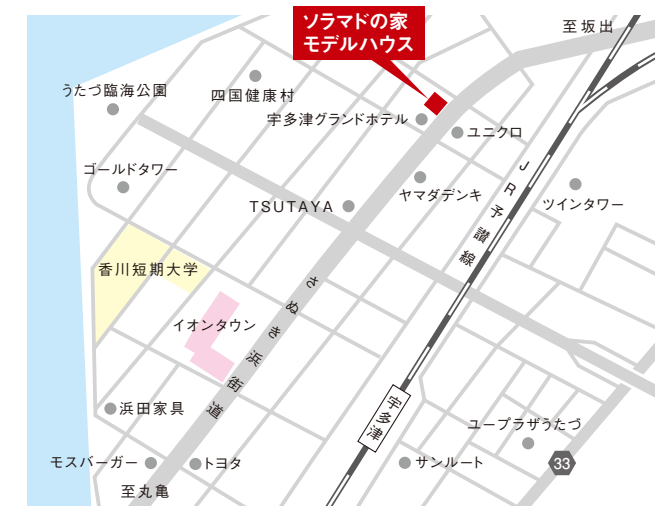 ソラマドの家
モデルハウス
至坂出
うたづ臨海公園
四国健康村
宇多津グランドホテル
ユニクロ
ゴールドタワー
ヤマダデンキ
ツインタワー
TSUTAYA
JR予讃線
香川短期大学
さぬき浜街道
イオンタウン
宇多津
浜田家具
ユープラザうたづ
モスバーガー
トヨタ
サンルート
33
至丸亀